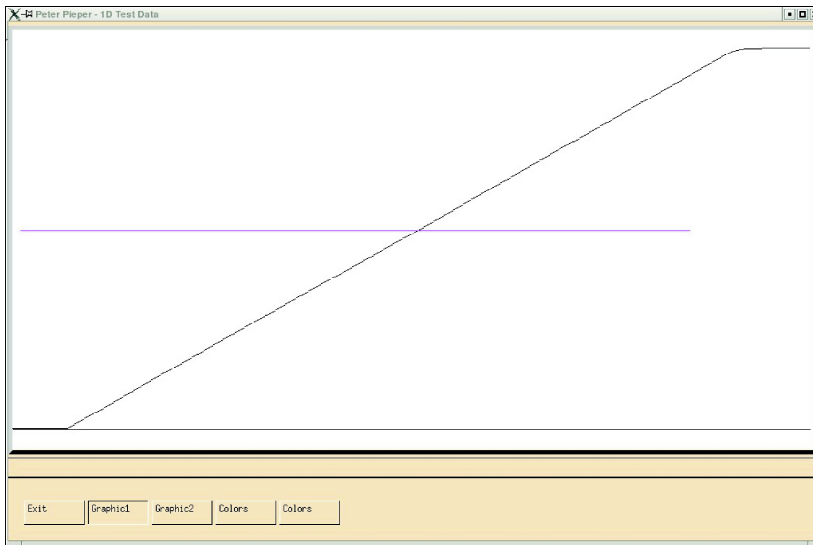 Peter Pieper - 1D Test Data
Exit
Graphic1
Graphic2
Colors
Colors